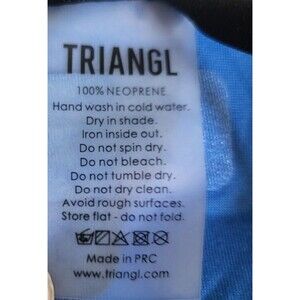 TRIANGL
100% NEOPRENE
Hand wash in cold water.
Dry in shade.
Iron inside out.
Do not spin dry.
Do not bleach.
Do not tumble dry.
Do not dry clean.
Avoid rough surfaces.
Store flat - do not fold.
Made in PRC
www.triangl.com